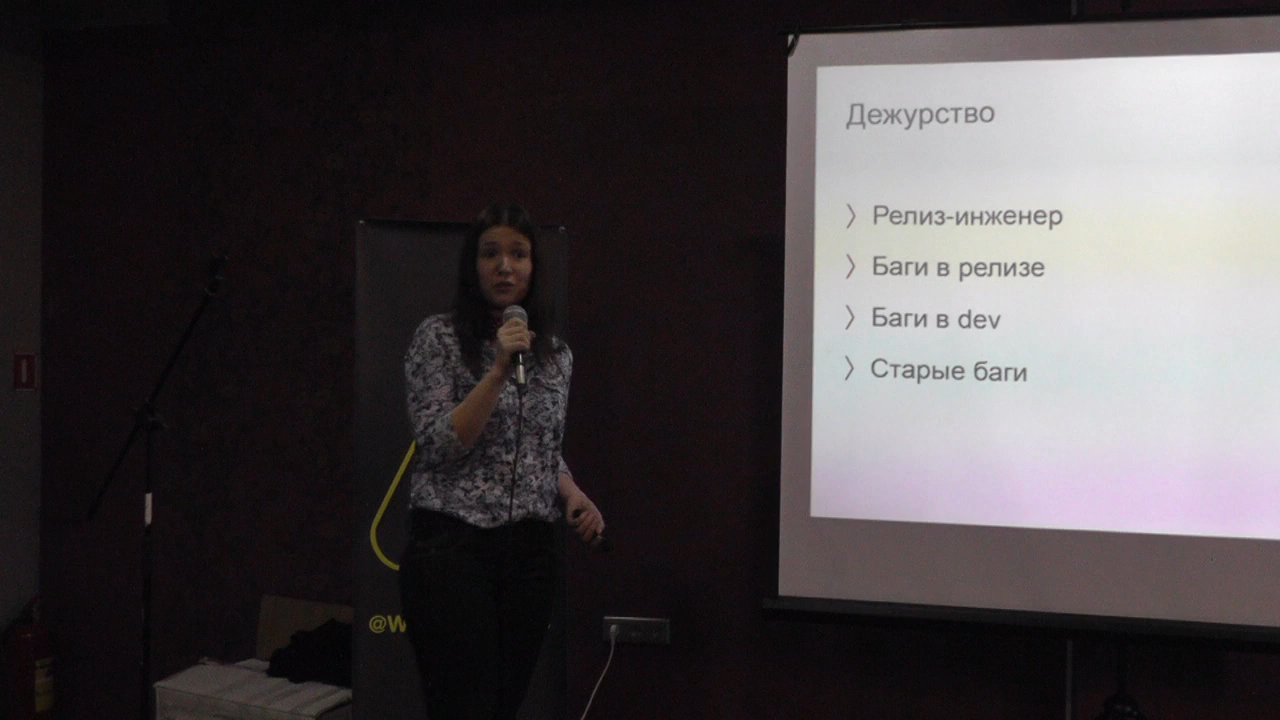 Дежурство
〉 Релиз-инженер
〉 Баги в релизе
〉 Баги в dev
〉 Старые баги
@W